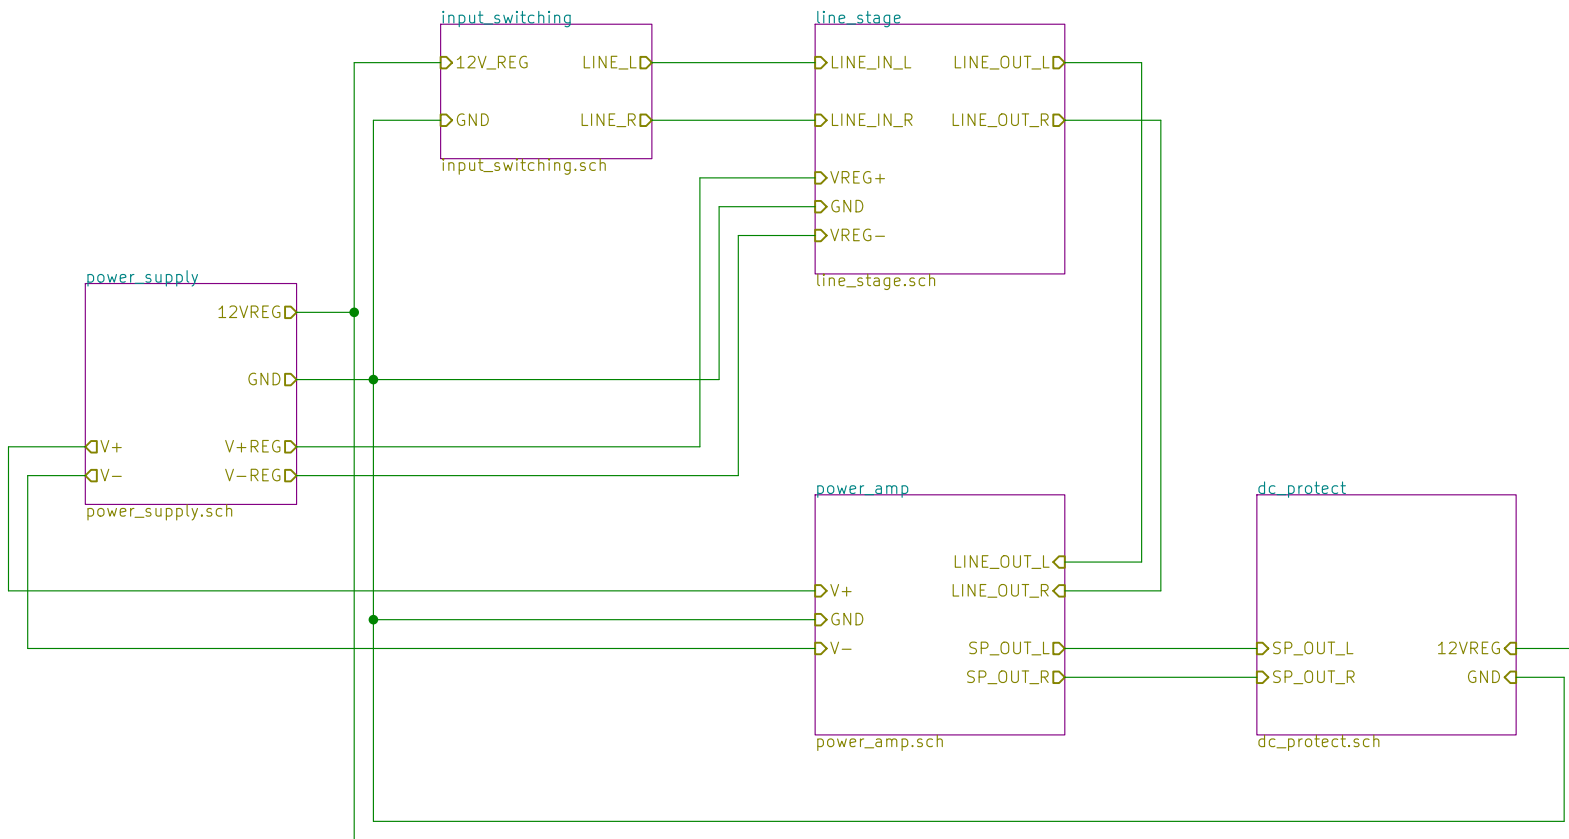 input_switching
12V_REG
LINE_L
GND
LINE_R
input_switching.sch
line_stage
LINE_IN_L
LINE_OUT_L
LINE_IN_R
LINE_OUT_R
VREG+
GND
VREG-
line_stage.sch
power_supply
12VREG
GND
V+
V+REG
V-
V-REG
power_supply.sch
power_amp
LINE_OUT_L
V+
LINE_OUT_R
GND
V-
SP_OUT_L
SP_OUT_R
power_amp.sch
dc_protect
SP_OUT_L
12VREG
SP_OUT_R
GND
dc_protect.sch